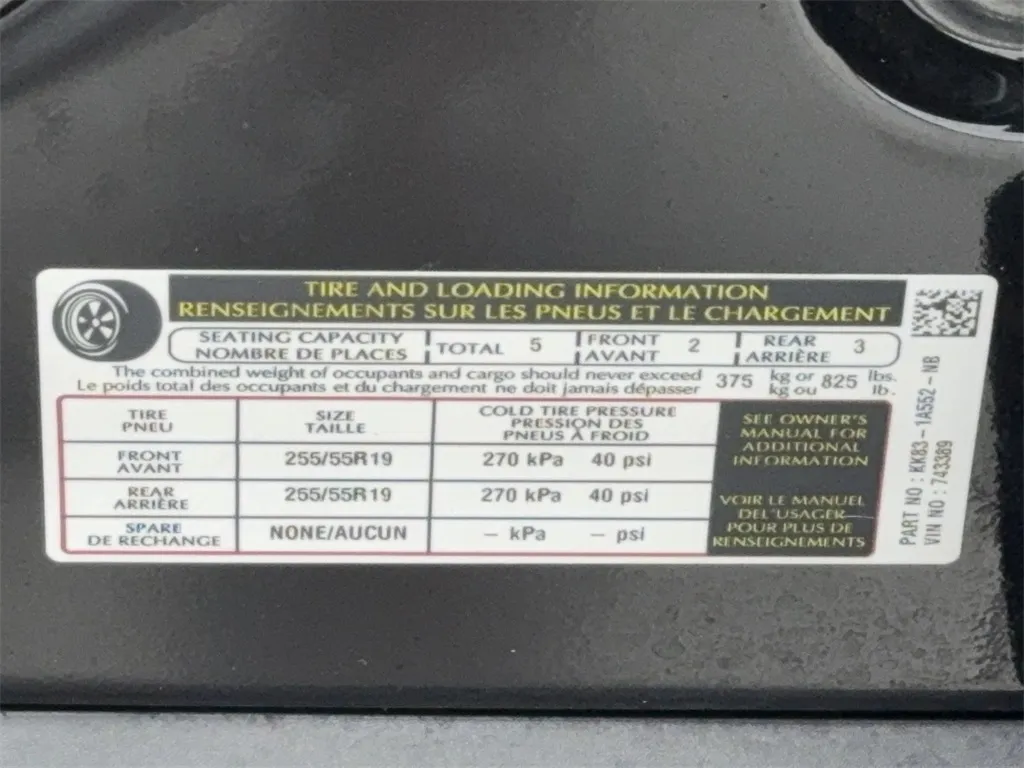 TIRE AND LOADING INFORMATION
RENSEIGNEMENTS SUR LES PNEUS ET LE CHARGEMENT
SEATING CAPACITY
NOMBRE DE PLACES
TOTAL 5
FRONT
AVANT
2
REAR
ARRIÈRE
3
The combined weight of occupants and cargo should never exceed
Le poids total des occupants et du chargement ne doit jamais dépasser
375
kg or
kg ou
825
lbs.
lb.
TIRE
PNEU
SIZE
TAILLE
COLD TIRE PRESSURE
PRESSION DES
PNEUS À FROID
FRONT
AVANT
255/55R19
270 kPa 40 psi
REAR
ARRIÈRE
255/55R19
270 kPa 40 psi
SPARE
DE RECHANGE
NONE/AUCUN
– kPa – psi
SEE OWNER'S
MANUAL FOR
ADDITIONAL
INFORMATION
VOIR LE MANUEL
DEL'USAGER
POUR PLUS DE
RENSEIGNEMENTS
PART NO : KK83–1A552–NB
VIN NO : 743389